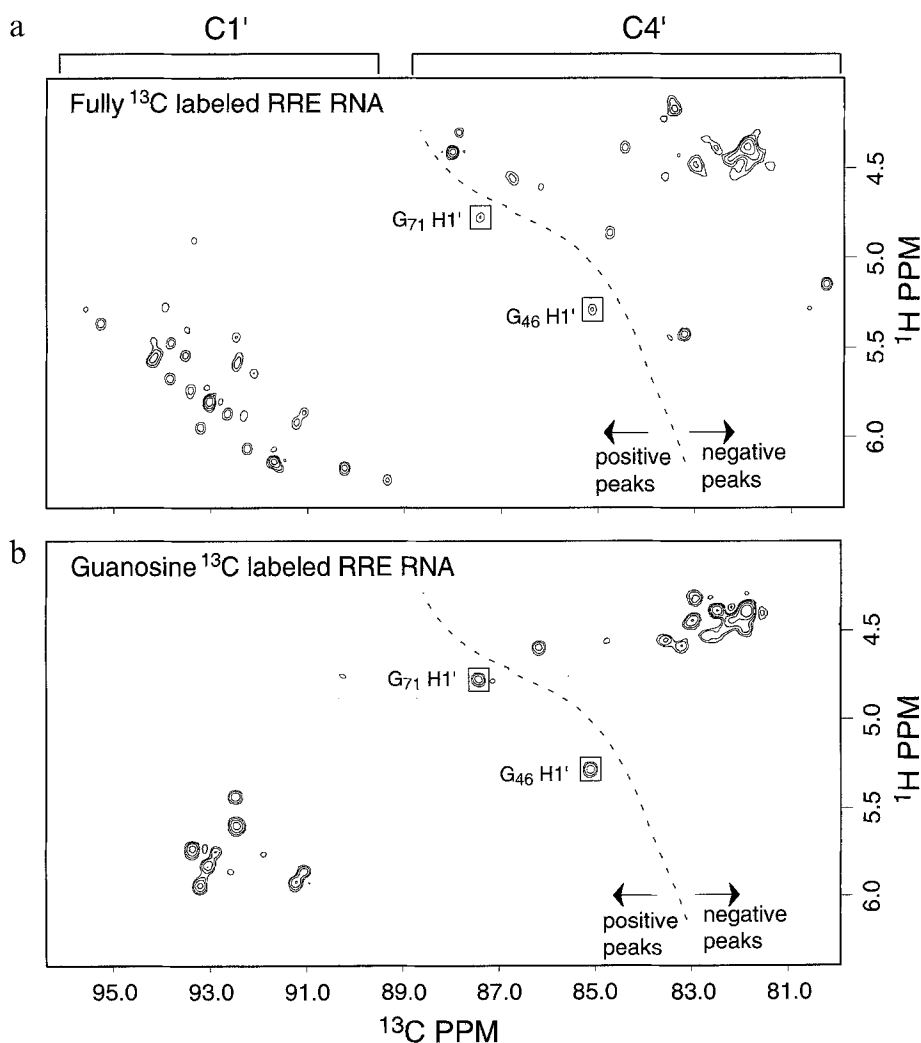 a
C1' C4'
Fully ¹³C labeled RRE RNA
G₇₁ H1'
G₄₆ H1'
positive peaks
negative peaks
4.5
5.0
5.5
6.0
¹H PPM
b
Guanosine ¹³C labeled RRE RNA
G₇₁ H1'
G₄₆ H1'
positive peaks
negative peaks
4.5
5.0
5.5
6.0
¹H PPM
95.0 93.0 91.0 89.0 87.0 85.0 83.0 81.0
¹³C PPM